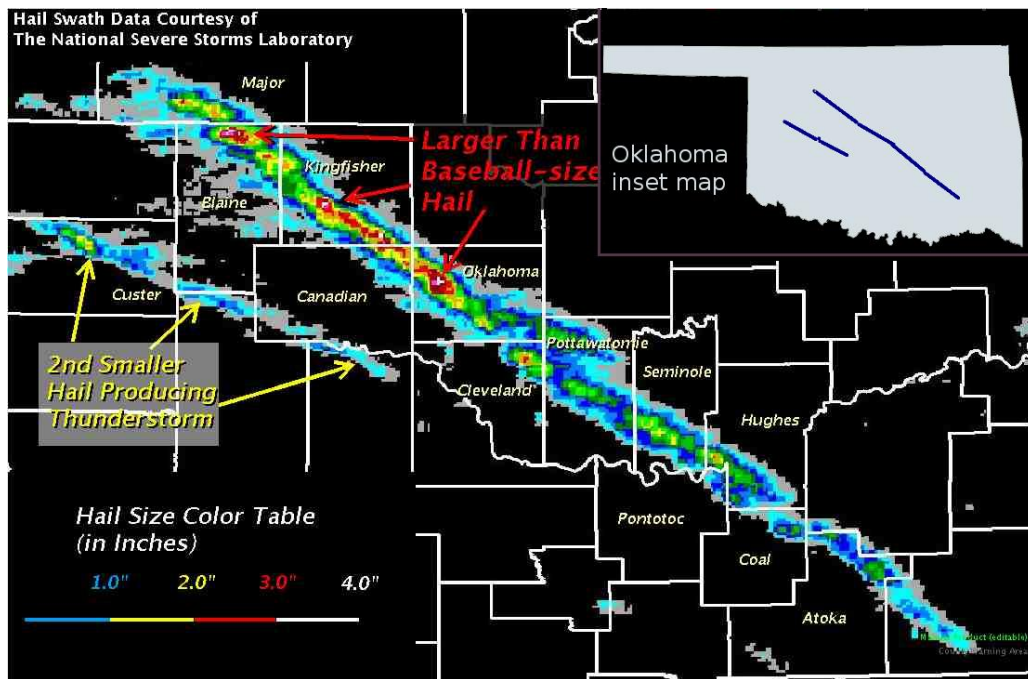 Hail Swath Data Courtesy of
The National Severe Storms Laboratory
Major
Larger Than
Baseball-size
Hail
Kingfisher
Blaine
Oklahoma
inset map
Oklahoma
Custer
Canadian
2nd Smaller
Hail Producing
Thunderstorm
Pottawatomie
Cleveland
Seminole
Hughes
Pontotoc
Coal
Atoka
Hail Size Color Table
(in Inches)
1.0" 2.0" 3.0" 4.0"
(editable)